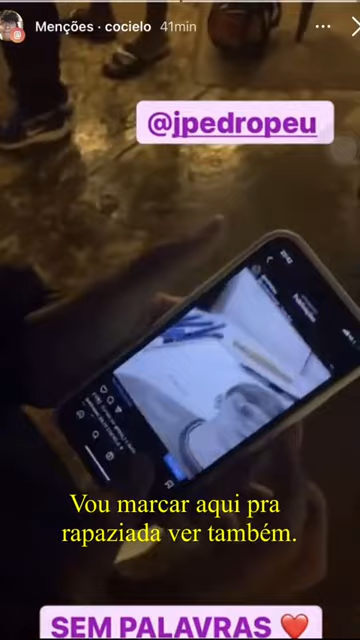 Menções · cocielo 41min
@jpedropeu
Vou marcar aqui pra
rapaziada ver também.
SEM PALAVRAS ❤️